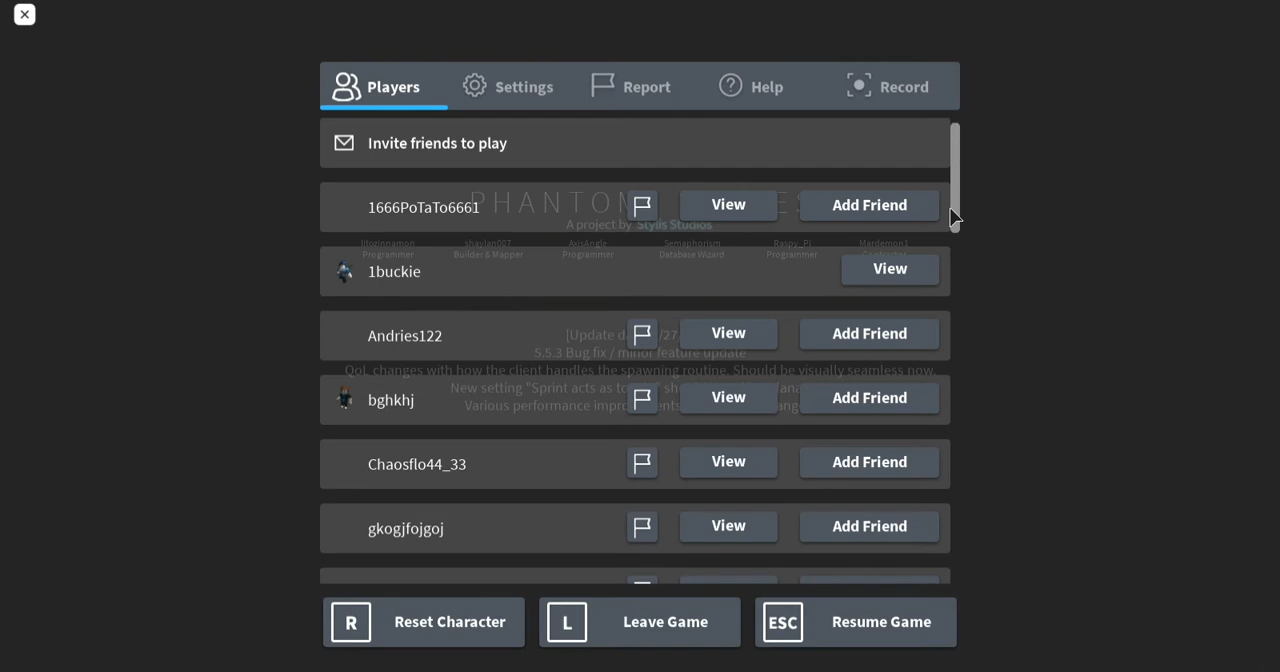 Players Settings Report Help Record
Invite friends to play
PHANTOM
1666PoTaTo6661 View Add Friend
A project by Stylis Studios
litozinnamon shaylan007 AxisAngle Semaphorism Raspy_Pi Mardemon1
Programmer Builder & Mapper Programmer Database Wizard Programmer
1buckie View
Andries122 View Add Friend
[Update
5.5.3 Bug fix / minor feature update
QoL changes with how the client handles the spawning routine. Should be visually seamless now.
New setting "Sprint acts as
bghkhj View Add Friend
Various performance
Chaosflo44_33 View Add Friend
gkogjfojgoj View Add Friend
R Reset Character L Leave Game ESC Resume Game